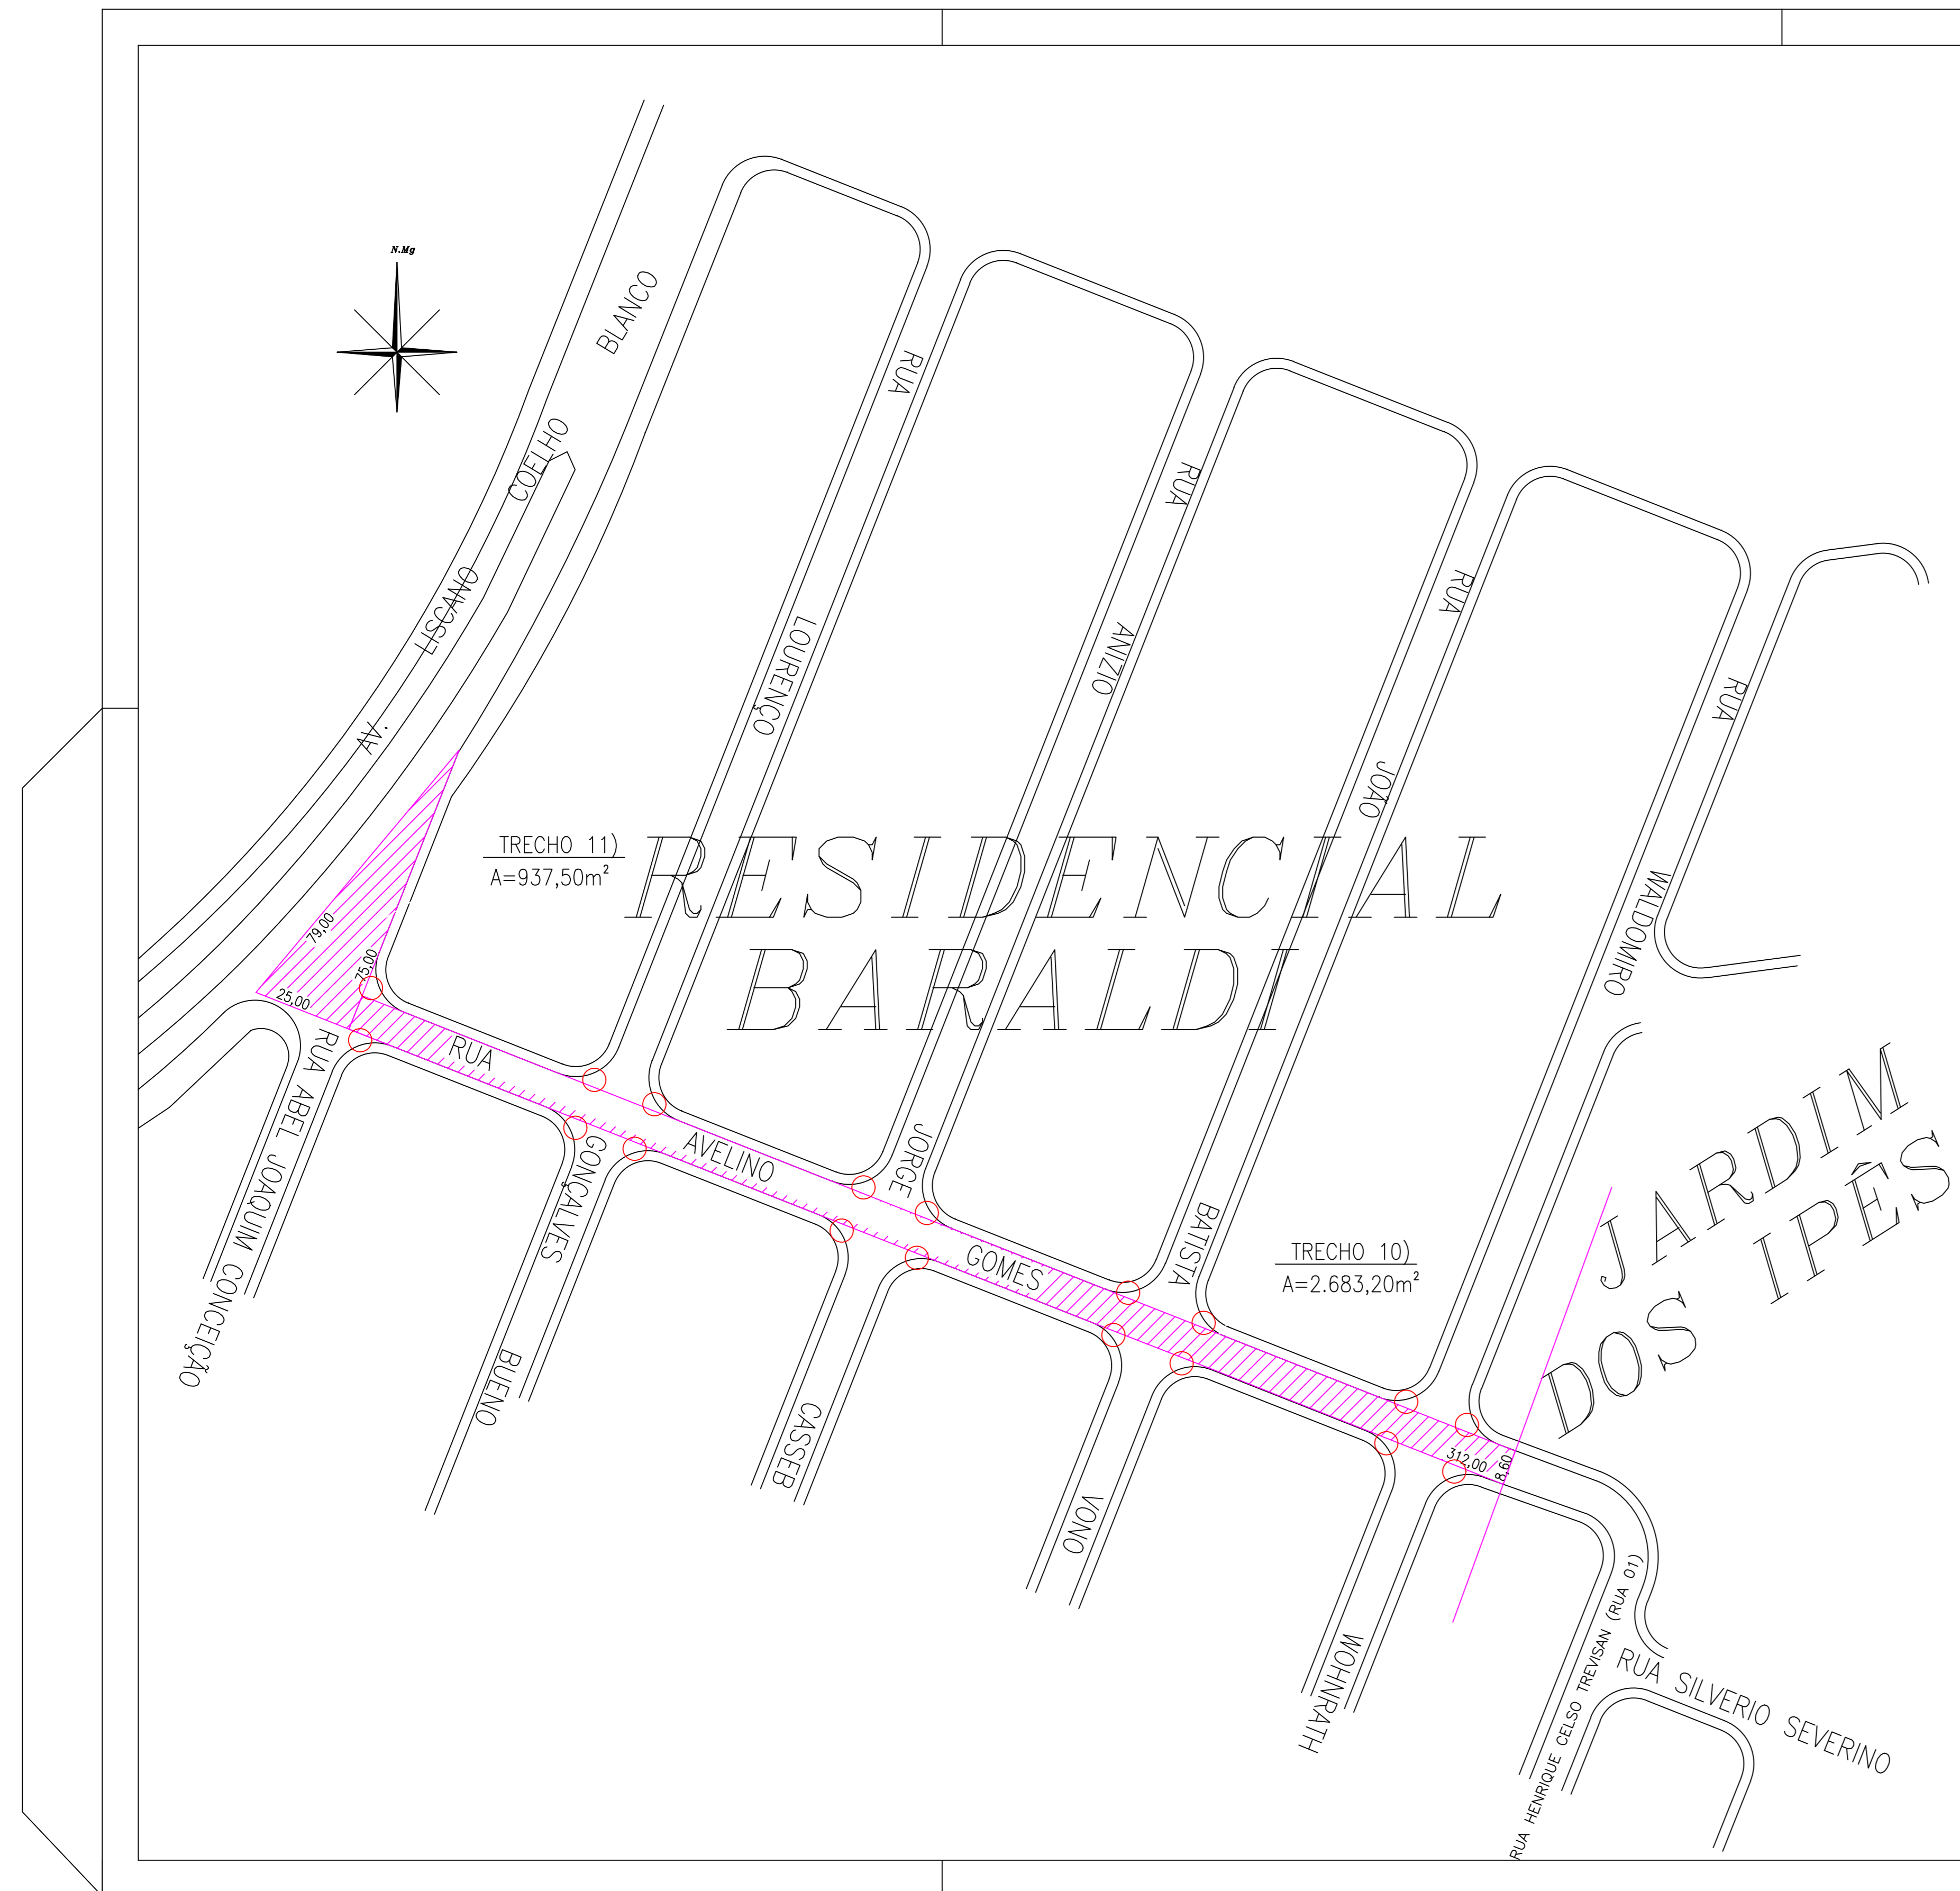 N.Mg
AV. LISCANO COELHO BLANCO
RUA LOURENÇO GONÇALVES BUENO
RUA ANIZIO JORGE CASSEB
RUA JOÃO BATISTA VONO
RUA WALDOMIRO WOHNRATH
TRECHO 11)
A=937,50m²
RESIDENCIAL
BARALDI
79,00
75,00
25,00
RUA AVELINO GOMES
RUA ABEL JOAQUIM CONCEIÇÃO
TRECHO 10)
A=2.683,20m²
312,00
8,60
JARDIM
DOS IPÊS
RUA HENRIQUE CELSO TREVISAN (RUA 01)
RUA SILVERIO SEVERINO